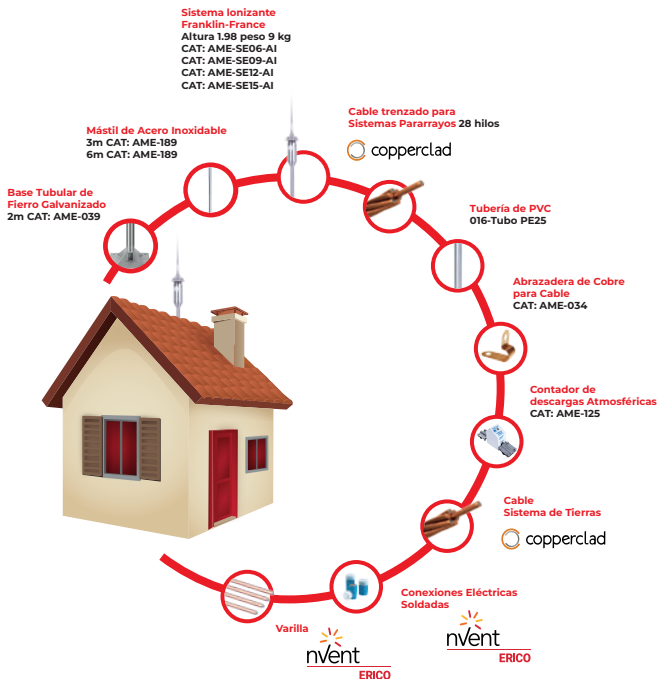 Sistema Ionizante
Franklin-France
Altura 1.98 peso 9 kg
CAT: AME-SE06-AI
CAT: AME-SE09-AI
CAT: AME-SE12-AI
CAT: AME-SE15-AI
Mástil de Acero Inoxidable
3m CAT: AME-189
6m CAT: AME-189
Base Tubular de
Fierro Galvanizado
2m CAT: AME-039
Cable trenzado para
Sistemas Pararrayos 28 hilos
copperclad
Tubería de PVC
016-Tubo PE25
Abrazadera de Cobre
para Cable
CAT: AME-034
Contador de
descargas Atmosféricas
CAT: AME-125
Cable
Sistema de Tierras
copperclad
Conexiones Eléctricas
Soldadas
nVent
ERICO
Varilla
nVent
ERICO